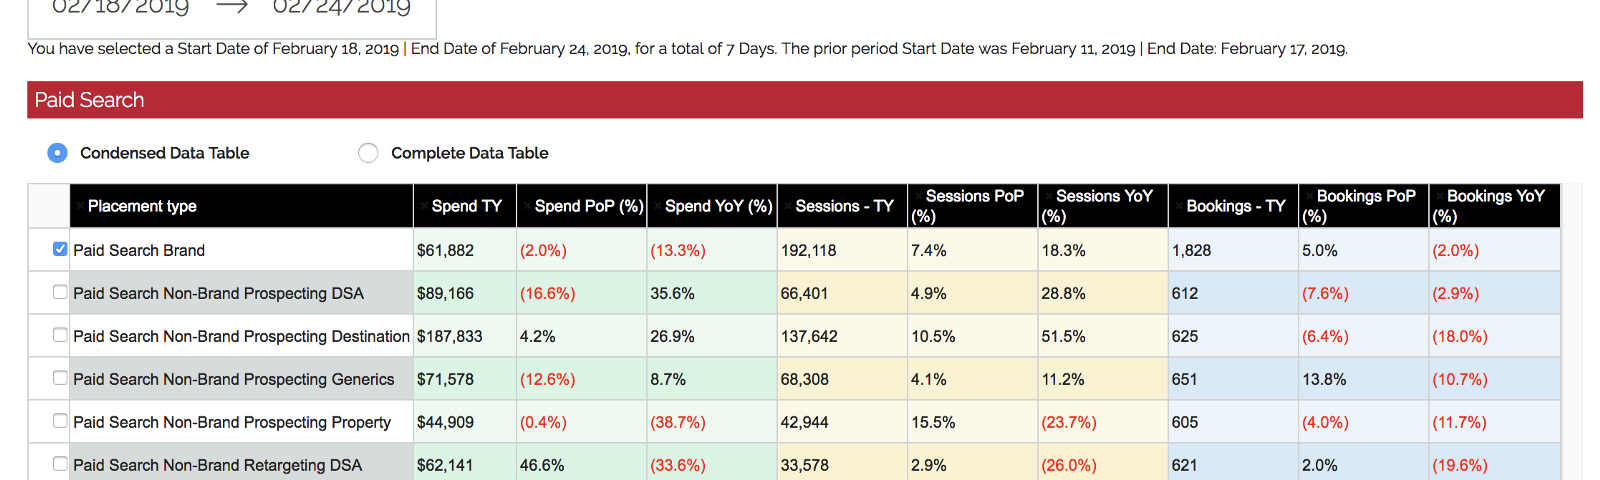 02/18/2019 → 02/24/2019
You have selected a Start Date of February 18, 2019 | End Date of February 24, 2019, for a total of 7 Days. The prior period Start Date was February 11, 2019 | End Date: February 17, 2019.
Paid Search
Condensed Data Table Complete Data Table
Placement type Spend TY Spend PoP (%) Spend YoY (%) Sessions - TY Sessions PoP (%) Sessions YoY (%) Bookings - TY Bookings PoP (%) Bookings YoY (%)
Paid Search Brand $61,882 (2.0%) (13.3%) 192,118 7.4% 18.3% 1,828 5.0% (2.0%)
Paid Search Non-Brand Prospecting DSA $89,166 (16.6%) 35.6% 66,401 4.9% 28.8% 612 (7.6%) (2.9%)
Paid Search Non-Brand Prospecting Destination $187,833 4.2% 26.9% 137,642 10.5% 51.5% 625 (6.4%) (18.0%)
Paid Search Non-Brand Prospecting Generics $71,578 (12.6%) 8.7% 68,308 4.1% 11.2% 651 13.8% (10.7%)
Paid Search Non-Brand Prospecting Property $44,909 (0.4%) (38.7%) 42,944 15.5% (23.7%) 605 (4.0%) (11.7%)
Paid Search Non-Brand Retargeting DSA $62,141 46.6% (33.6%) 33,578 2.9% (26.0%) 621 2.0% (19.6%)